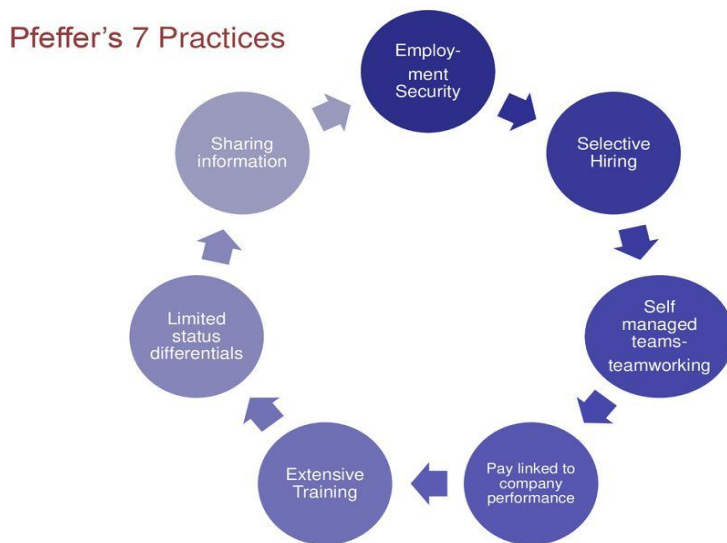 Pfeffer's 7 Practices
Employ-
ment
Security
Selective
Hiring
Self
managed
teams-
teamworking
Pay linked to
company
performance
Extensive
Training
Limited
status
differentials
Sharing
information